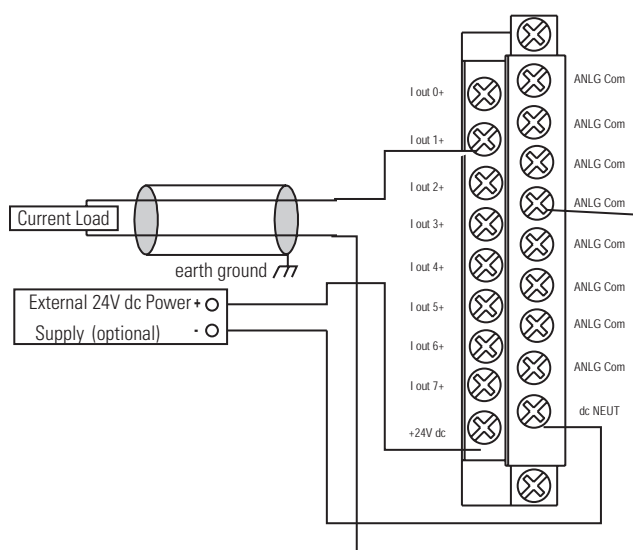 I out 0+
I out 1+
I out 2+
I out 3+
I out 4+
I out 5+
I out 6+
I out 7+
+24V dc
ANLG Com
ANLG Com
ANLG Com
ANLG Com
ANLG Com
ANLG Com
ANLG Com
ANLG Com
dc NEUT
Current Load
earth ground
External 24V dc Power +
Supply (optional) -